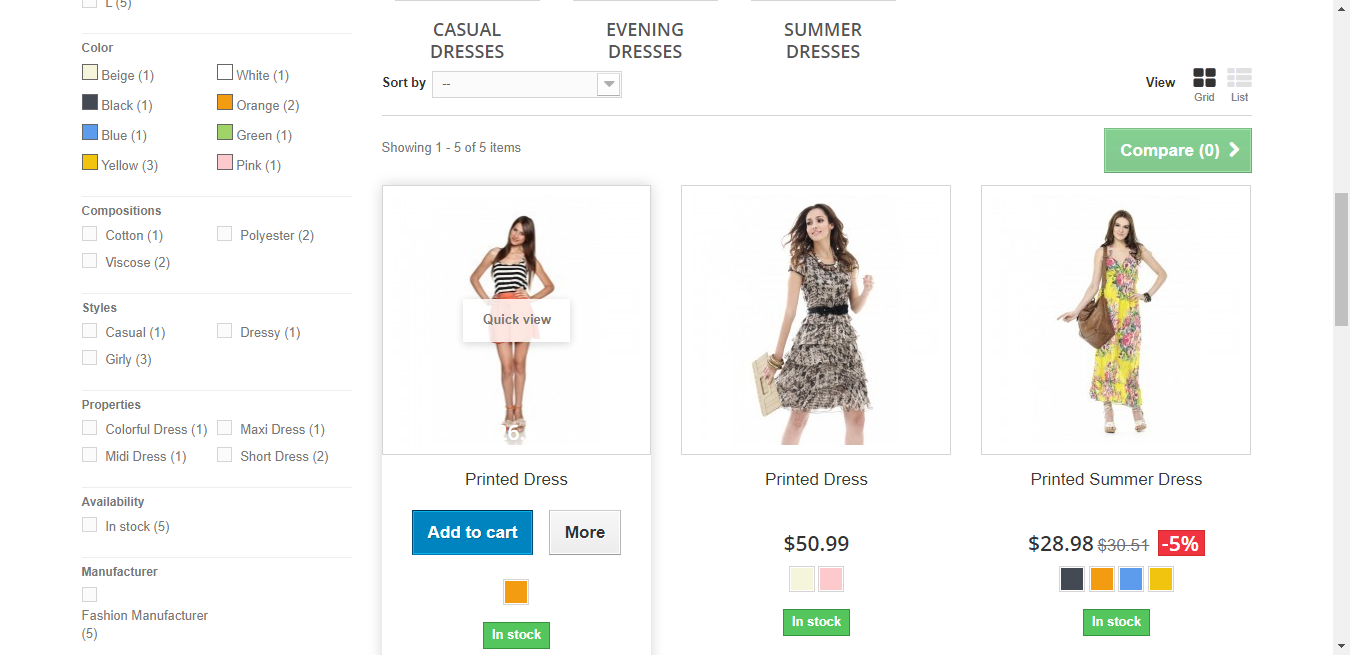 L (5)
Color
Beige (1)
White (1)
Black (1)
Orange (2)
Blue (1)
Green (1)
Yellow (3)
Pink (1)
Compositions
Cotton (1)
Polyester (2)
Viscose (2)
Styles
Casual (1)
Dressy (1)
Girly (3)
Properties
Colorful Dress (1)
Maxi Dress (1)
Midi Dress (1)
Short Dress (2)
Availability
In stock (5)
Manufacturer
Fashion Manufacturer
(5)
CASUAL
DRESSES
EVENING
DRESSES
SUMMER
DRESSES
Sort by
--
View
Grid
List
Showing 1 - 5 of 5 items
Compare (0)
Quick view
Printed Dress
Add to cart
More
In stock
Printed Dress
$50.99
In stock
Printed Summer Dress
$28.98 $30.51 -5%
In stock